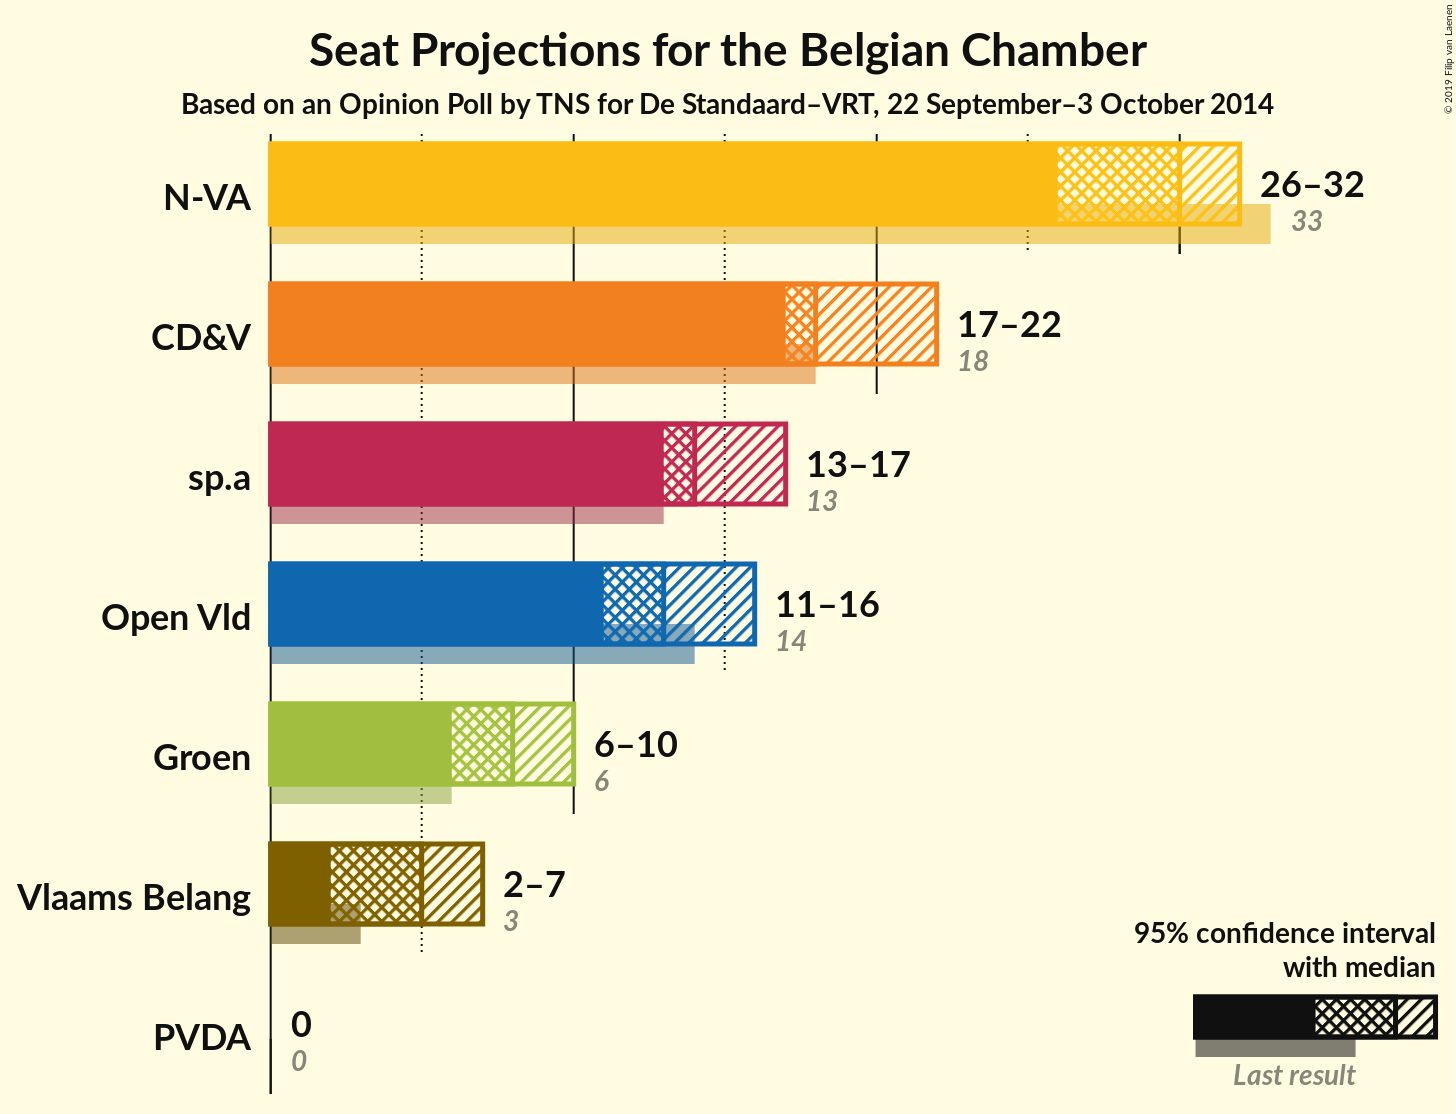 Seat Projections for the Belgian Chamber
Based on an Opinion Poll by TNS for De Standaard–VRT, 22 September–3 October 2014
© 2019 Filip van Laenen
N-VA
26–32
33
CD&V
17–22
18
sp.a
13–17
13
Open Vld
11–16
14
Groen
6–10
6
Vlaams Belang
2–7
3
PVDA
0
0
95% confidence interval
with median
Last result